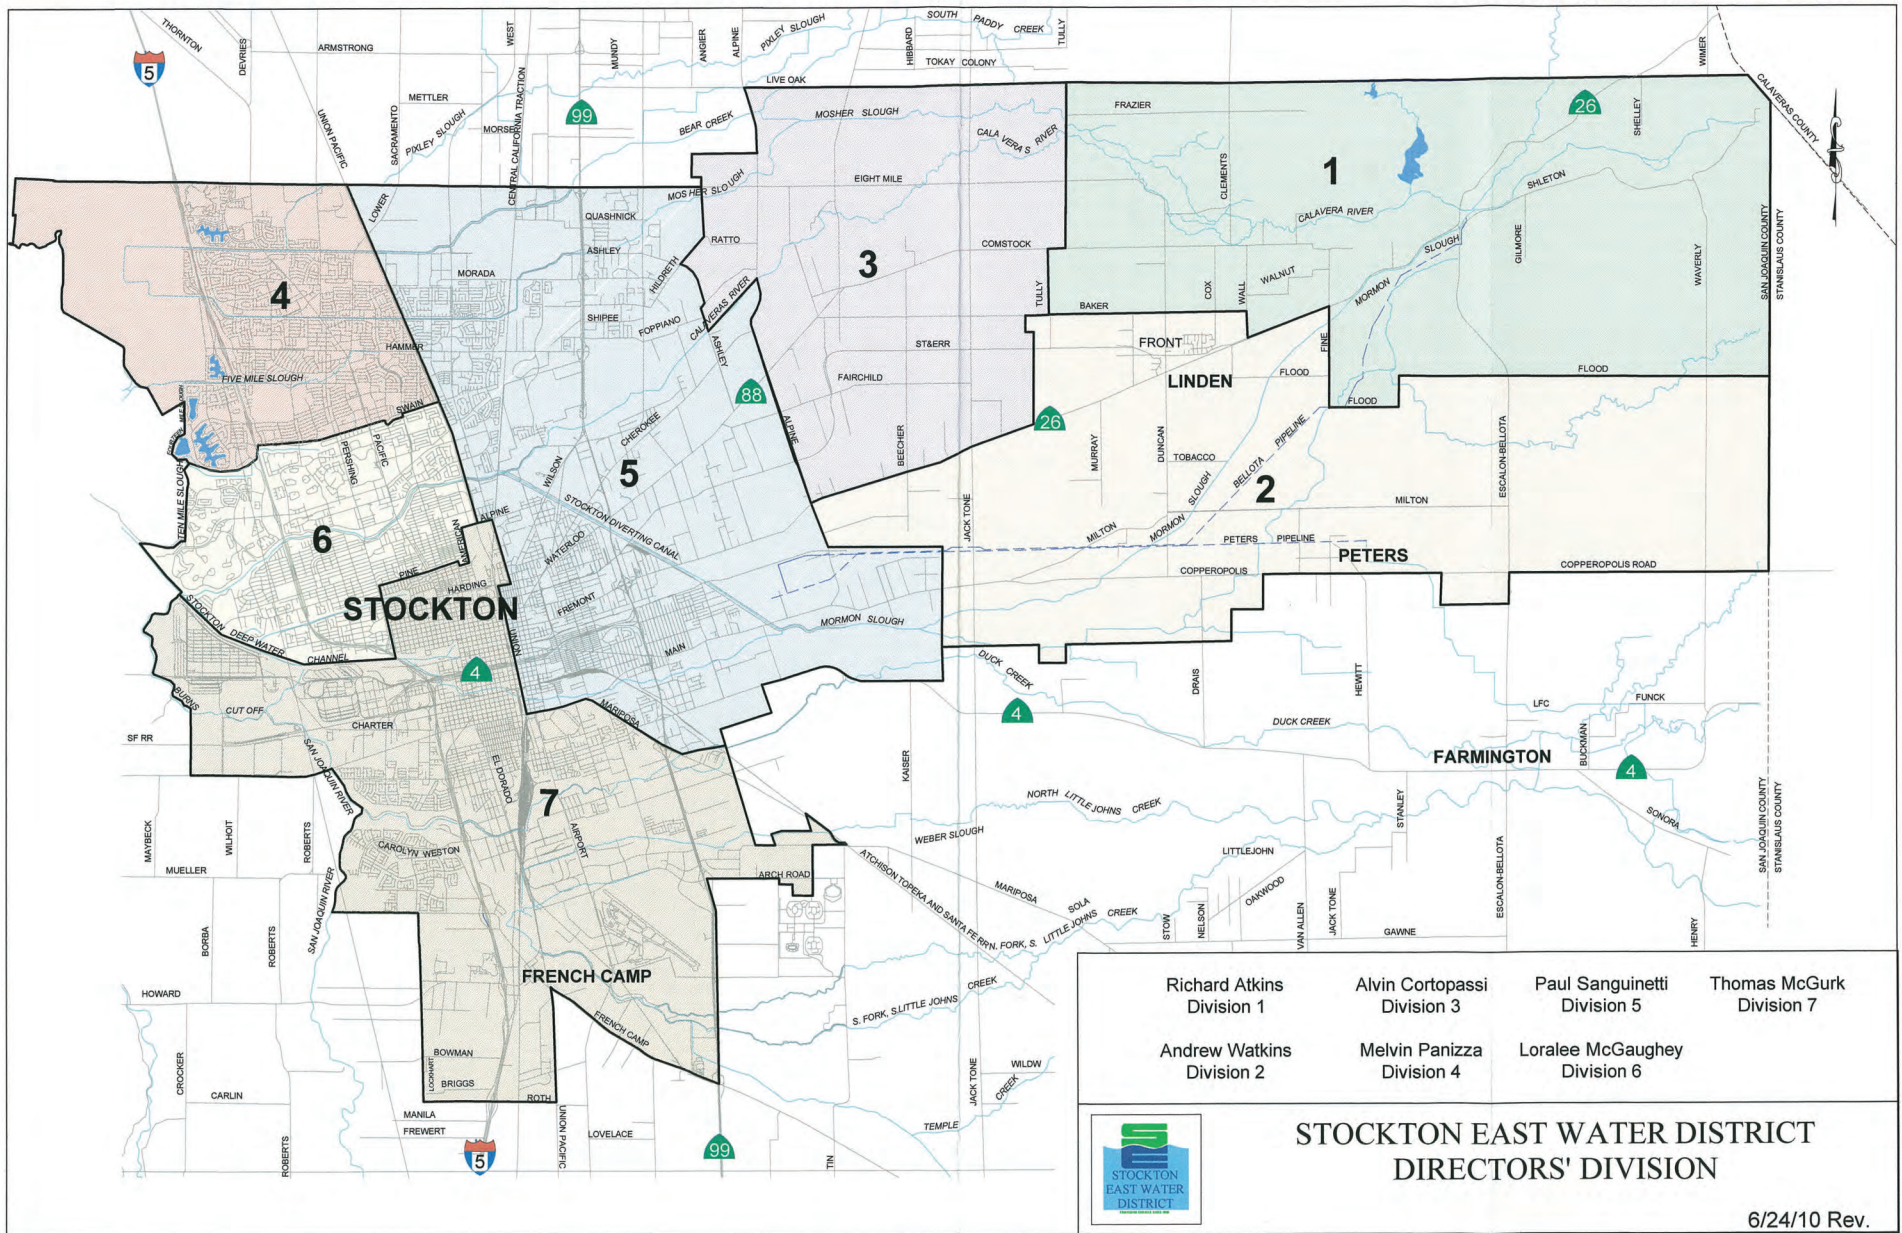 THORNTON
5
DEVRIES
ARMSTRONG
UNION PACIFIC
SACRAMENTO
METTLER
PIXLEY SLOUGH
MORSE
WEST
CENTRAL CALIFORNIA TRACTION
99
MUNDY
ANGIER
ALPINE
PIXLEY SLOUGH
SOUTH PADDY CREEK
HIBBARD
TOKAY COLONY
TULLY
LIVE OAK
BEAR CREEK
MOSHER SLOUGH
CALAVERAS RIVER
FRAZIER
26
SHELLEY
WIMER
CALAVERAS COUNTY
1
CLEMENTS
CALAVERA RIVER
SHLETON
SLOUGH
GILMORE
WAVERLY
SAN JOAQUIN COUNTY
STANISLAUS COUNTY
LOWER
QUASHNICK
ASHLEY
MOSHER SLOUGH
EIGHT MILE
RATTO
COMSTOCK
3
4
MORADA
HILDRETH
SHIPEE
FOPPIANO
CALAVERAS RIVER
ASHLEY
TULLY
BAKER
COX
WALL
WALNUT
MORMON
HAMMER
FIVE MILE SLOUGH
SWAIN
88
ST&ERR
FAIRCHILD
FRONT
LINDEN
FINE
FLOOD
FLOOD
FLOOD
26
ALPINE
BEECHER
PERSHING
PACIFIC
TEN MILE SLOUGH
CHEROKEE
WILSON
5
MURRAY
DUNCAN
TOBACCO
SLOUGH
BELLOTA
PIPELINE
2
ESCALON-BELLOTA
MILTON
6
AMERICAN
ALPINE
STOCKTON DIVERTING CANAL
WATERLOO
JACK TONE
MILTON
MORMON
PETERS PIPELINE
PETERS
COPPEROPOLIS
COPPEROPOLIS ROAD
PINE
HARDING
STOCKTON
FREMONT
UNION
STOCKTON DEEP WATER CHANNEL
MORMON SLOUGH
MAIN
4
BURNS
CUT OFF
CHARTER
MARIPOSA
DUCK CREEK
4
DRAIS
HEWITT
DUCK CREEK
LFC
FUNCK
BUCKMAN
SF RR
SAN JOAQUIN RIVER
EL DORADO
7
AIRPORT
KAISER
FARMINGTON
4
SONORA
SAN JOAQUIN COUNTY
STANISLAUS COUNTY
MAYBECK
WILHOIT
ROBERTS
CAROLYN WESTON
MUELLER
NORTH LITTLE JOHNS CREEK
WEBER SLOUGH
STANLEY
LITTLEJOHN
OAKWOOD
ESCALON-BELLOTA
ARCH ROAD
ATCHISON TOPEKA AND SANTA FE RR
MARIPOSA
SOLA
N. FORK, S. LITTLE JOHNS CREEK
STOW
NELSON
VAN ALLEN
JACK TONE
GAWNE
HENRY
BORBA
ROBERTS
SAN JOAQUIN RIVER
FRENCH CAMP
HOWARD
FRENCH CAMP
S. FORK, S. LITTLE JOHNS CREEK
CROCKER
CARLIN
ROBERTS
LOCKHART
BOWMAN
BRIGGS
ROTH
MANILA
FREWERT
5
UNION PACIFIC
LOVELACE
99
TIN
JACK TONE
WILDW
CREEK
TEMPLE
Richard Atkins
Division 1
Alvin Cortopassi
Division 3
Paul Sanguinetti
Division 5
Thomas McGurk
Division 7
Andrew Watkins
Division 2
Melvin Panizza
Division 4
Loralee McGaughey
Division 6
STOCKTON
EAST WATER
DISTRICT
STOCKTON EAST WATER DISTRICT
DIRECTORS' DIVISION
6/24/10 Rev.